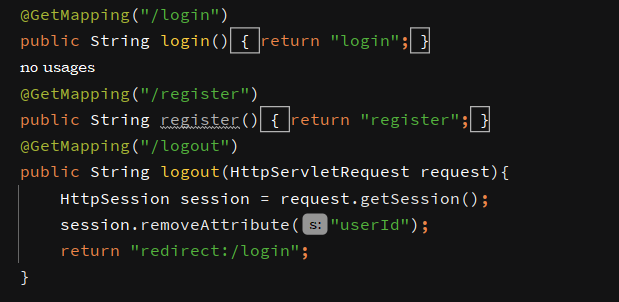 @GetMapping("/login")
public String login() { return "login"; }
no usages
@GetMapping("/register")
public String register() { return "register"; }
@GetMapping("/logout")
public String logout(HttpServletRequest request){
HttpSession session = request.getSession();
session.removeAttribute( s: "userId");
return "redirect:/login";
}